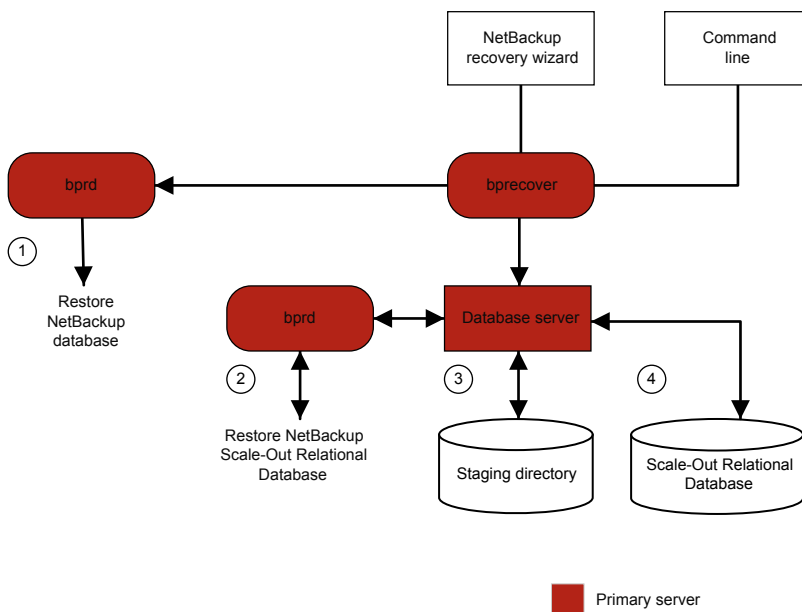 NetBackup
recovery wizard
Command
line
bprd
bprecover
1
Restore
NetBackup
database
bprd
Database server
2
3
4
Restore NetBackup
Scale-Out Relational
Database
Staging directory
Scale-Out Relational
Database
Primary server